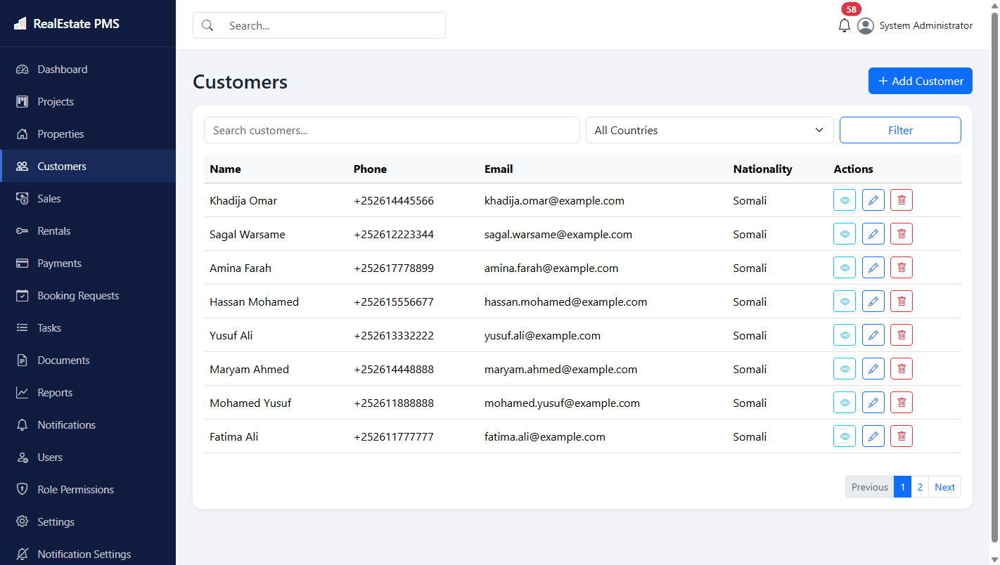 RealEstate PMS
Search...
58
System Administrator
Dashboard
Projects
Properties
Customers
Sales
Rentals
Payments
Booking Requests
Tasks
Documents
Reports
Notifications
Users
Role Permissions
Settings
Notification Settings
Customers
+ Add Customer
Search customers... All Countries Filter
Name Phone Email Nationality Actions
Khadija Omar +252614445566 khadija.omar@example.com Somali
Sagal Warsame +252612223344 sagal.warsame@example.com Somali
Amina Farah +252617778899 amina.farah@example.com Somali
Hassan Mohamed +252615556677 hassan.mohamed@example.com Somali
Yusuf Ali +252613332222 yusuf.ali@example.com Somali
Maryam Ahmed +252614448888 maryam.ahmed@example.com Somali
Mohamed Yusuf +252611888888 mohamed.yusuf@example.com Somali
Fatima Ali +252611777777 fatima.ali@example.com Somali
Previous 1 2 Next